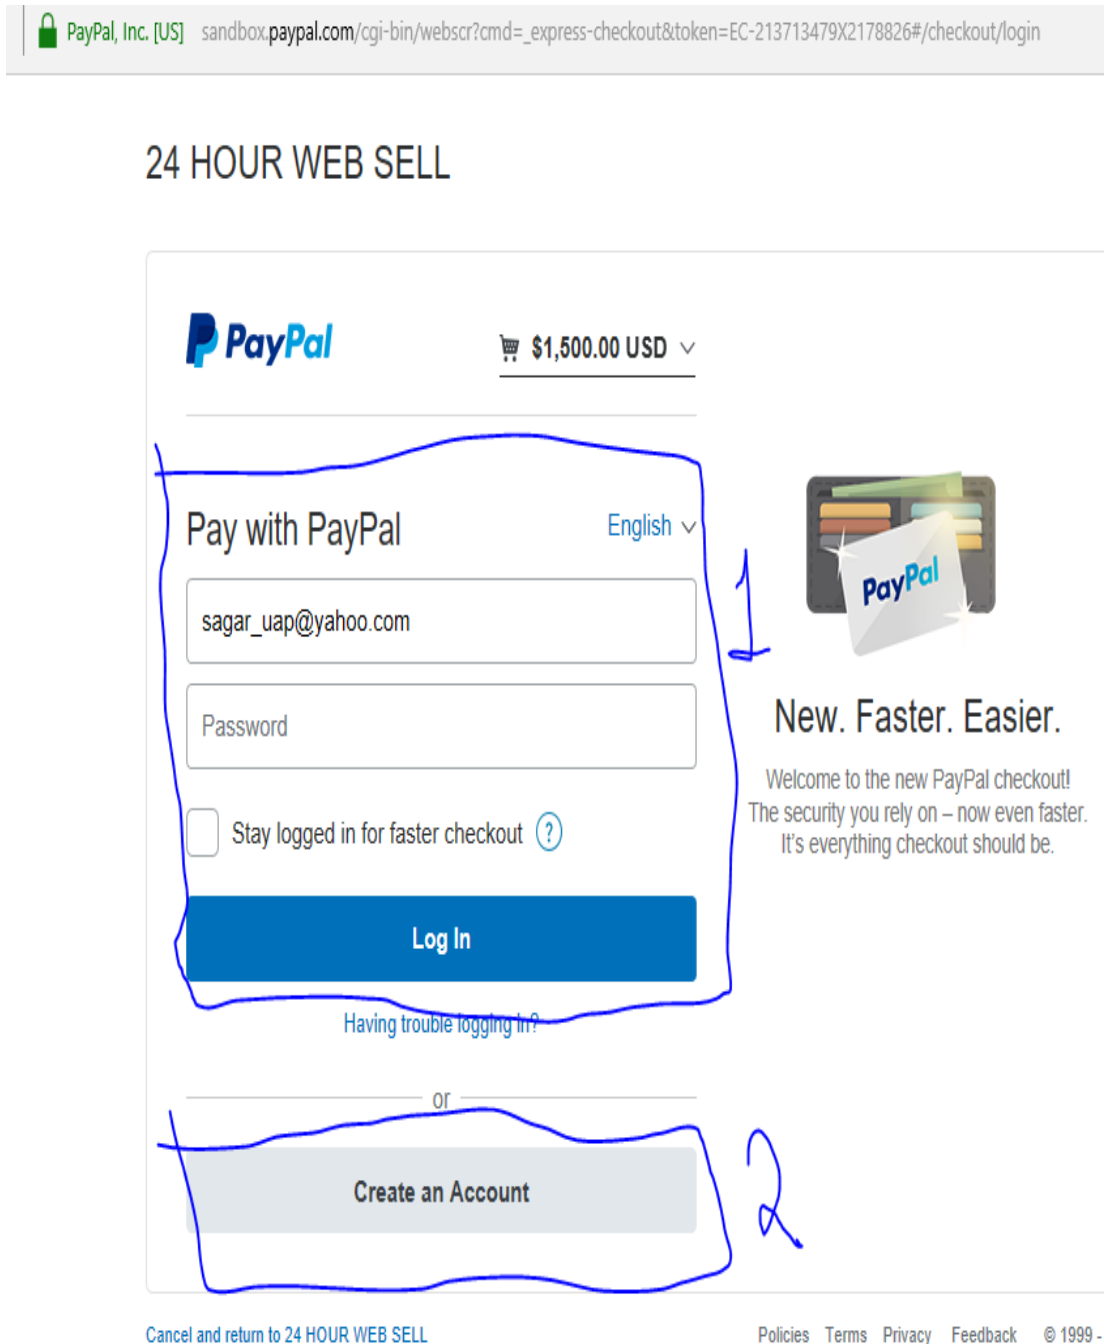 PayPal, Inc. [US] sandbox.paypal.com/cgi-bin/webscr?cmd=_express-checkout&token=EC-213713479X2178826#/checkout/login
24 HOUR WEB SELL
PayPal
$1,500.00 USD
Pay with PayPal
English
sagar_uap@yahoo.com
Password
Stay logged in for faster checkout ?
Log In
Having trouble logging in?
or
Create an Account
1
2
PayPal
New. Faster. Easier.
Welcome to the new PayPal checkout!
The security you rely on – now even faster.
It's everything checkout should be.
Cancel and return to 24 HOUR WEB SELL
Policies Terms Privacy Feedback © 1999 -